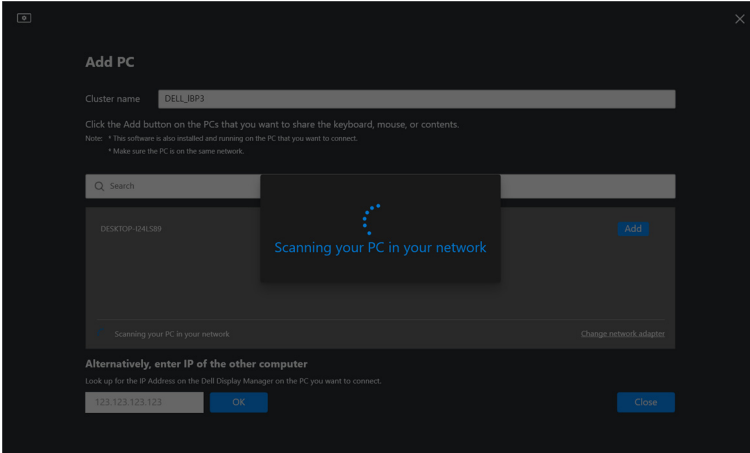 Add PC
Cluster name DELL_IBP3
Click the Add button on the PCs that you want to share the keyboard, mouse, or contents.
Note: * This software is also installed and running on the PC that you want to connect.
* Make sure the PC is on the same network.
Search
DESKTOP-I24LS89 Add
Scanning your PC in your network
Scanning your PC in your network Change network adapter
Alternatively, enter IP of the other computer
Look up for the IP Address on the Dell Display Manager on the PC you want to connect.
123:123.123.123 OK Close